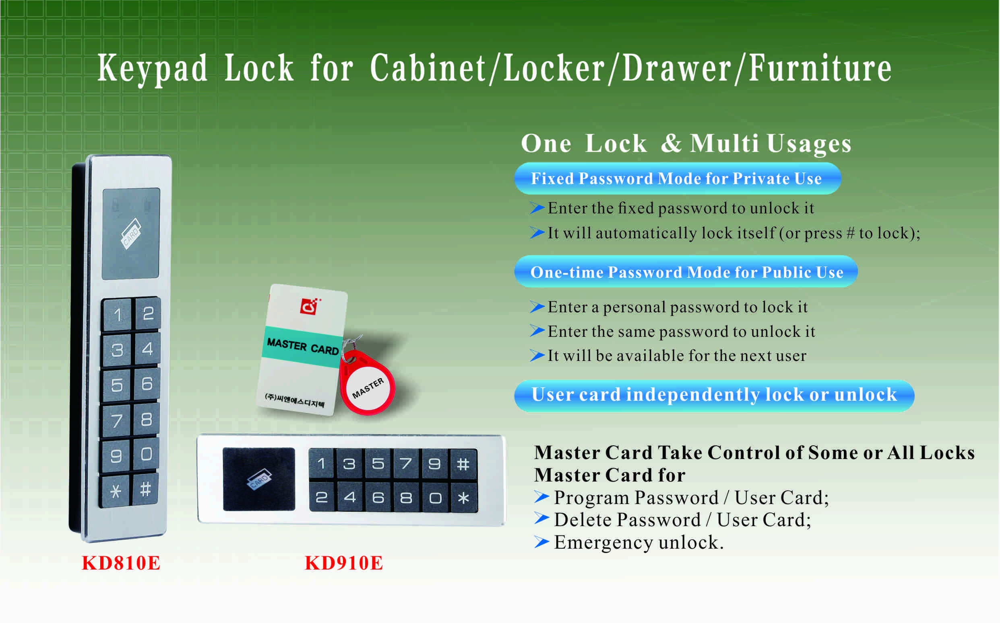 Keypad Lock for Cabinet/Locker/Drawer/Furniture
One Lock & Multi Usages
Fixed Password Mode for Private Use
Enter the fixed password to unlock it
It will automatically lock itself (or press # to lock);
One-time Password Mode for Public Use
Enter a personal password to lock it
Enter the same password to unlock it
It will be available for the next user
User card independently lock or unlock
Master Card Take Control of Some or All Locks
Master Card for
Program Password / User Card;
Delete Password / User Card;
Emergency unlock.
CARD
1 2
3 4
5 6
7 8
9 0
* #
KD810E
CS
MASTER CARD
(주)씨앤에스디지텍
MASTER
CARD
1 3 5 7 9 #
2 4 6 8 0 *
KD910E